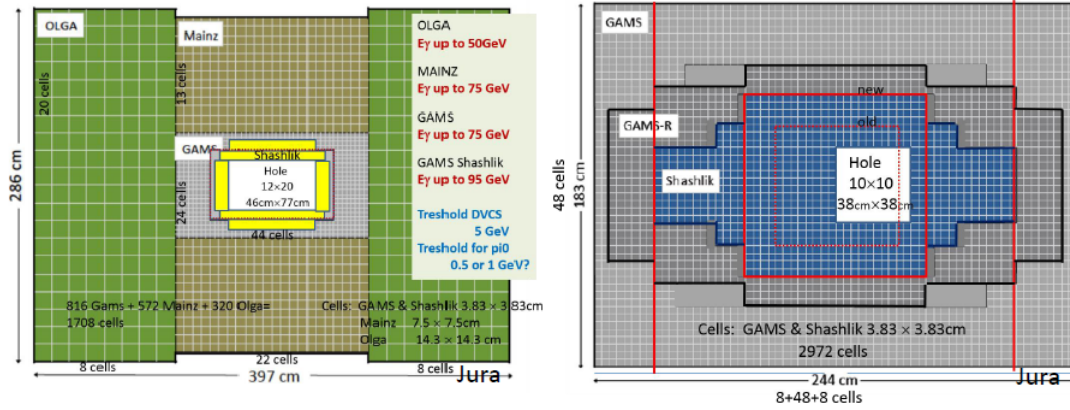 OLGA
Mainz
20 cells
13 cells
GAMS
Shashlik
Hole
12×20
46cm×77cm
24 cells
44 cells
286 cm
816 Gams + 572 Mainz + 320 Olga=
1708 cells
Cells: GAMS & Shashlik 3.83 × 3.83cm
Mainz 7.5 × 7.5cm
Olga 14.3 × 14.3 cm
8 cells
22 cells
8 cells
397 cm
Jura
OLGA
Eγ up to 50GeV
MAINZ
Eγ up to 75 GeV
GAMS
Eγ up to 75 GeV
GAMS Shashlik
Eγ up to 95 GeV
Treshold DVCS
5 GeV
Treshold for pi0
0.5 or 1 GeV?
GAMS
new
GAMS-R
old
Shashlik
Hole
10×10
38cm×38cm
48 cells
183 cm
Cells: GAMS & Shashlik 3.83 × 3.83cm
2972 cells
244 cm
Jura
8+48+8 cells